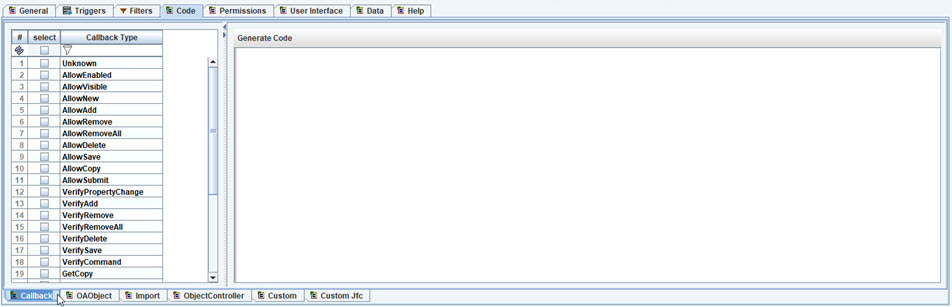 General Triggers Filters Code Permissions User Interface Data Help
# select Callback Type
Generate Code
1 Unknown
2 AllowEnabled
3 AllowVisible
4 AllowNew
5 AllowAdd
6 AllowRemove
7 AllowRemoveAll
8 AllowDelete
9 AllowSave
10 AllowCopy
11 AllowSubmit
12 VerifyPropertyChange
13 VerifyAdd
14 VerifyRemove
15 VerifyRemoveAll
16 VerifyDelete
17 VerifySave
18 VerifyCommand
19 GetCopy
Callback OAObject Import ObjectController Custom Custom Jfc